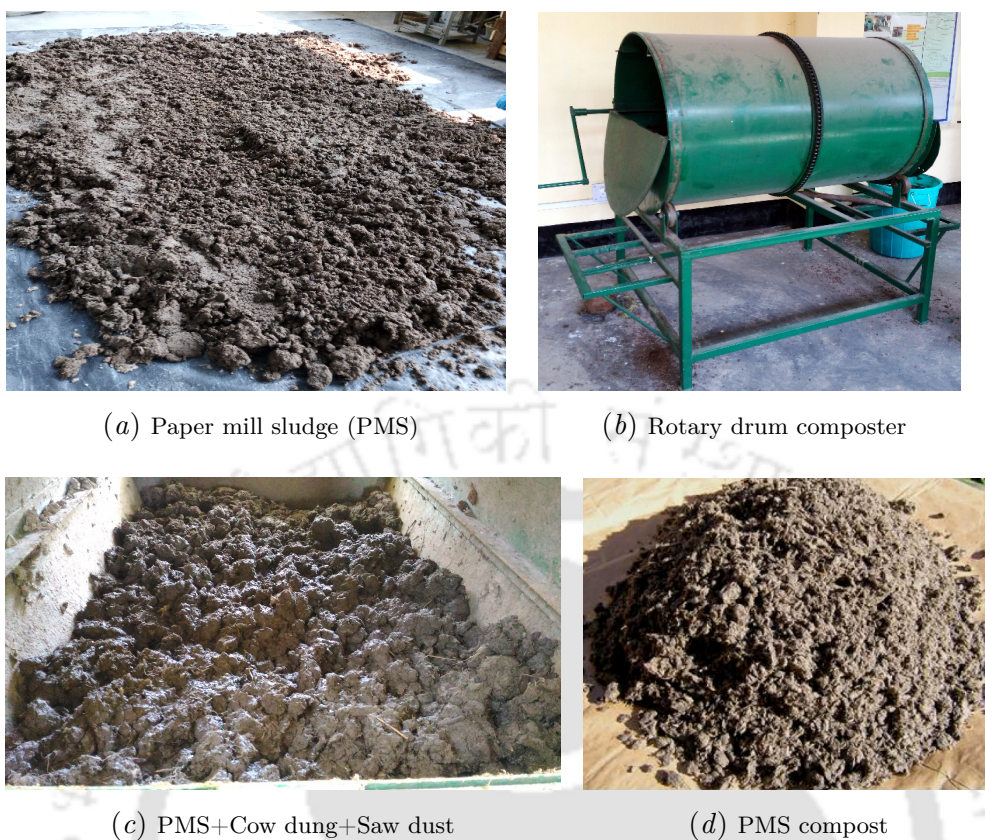 (a) Paper mill sludge (PMS)
(b) Rotary drum composter
(c) PMS+Cow dung+Saw dust
(d) PMS compost